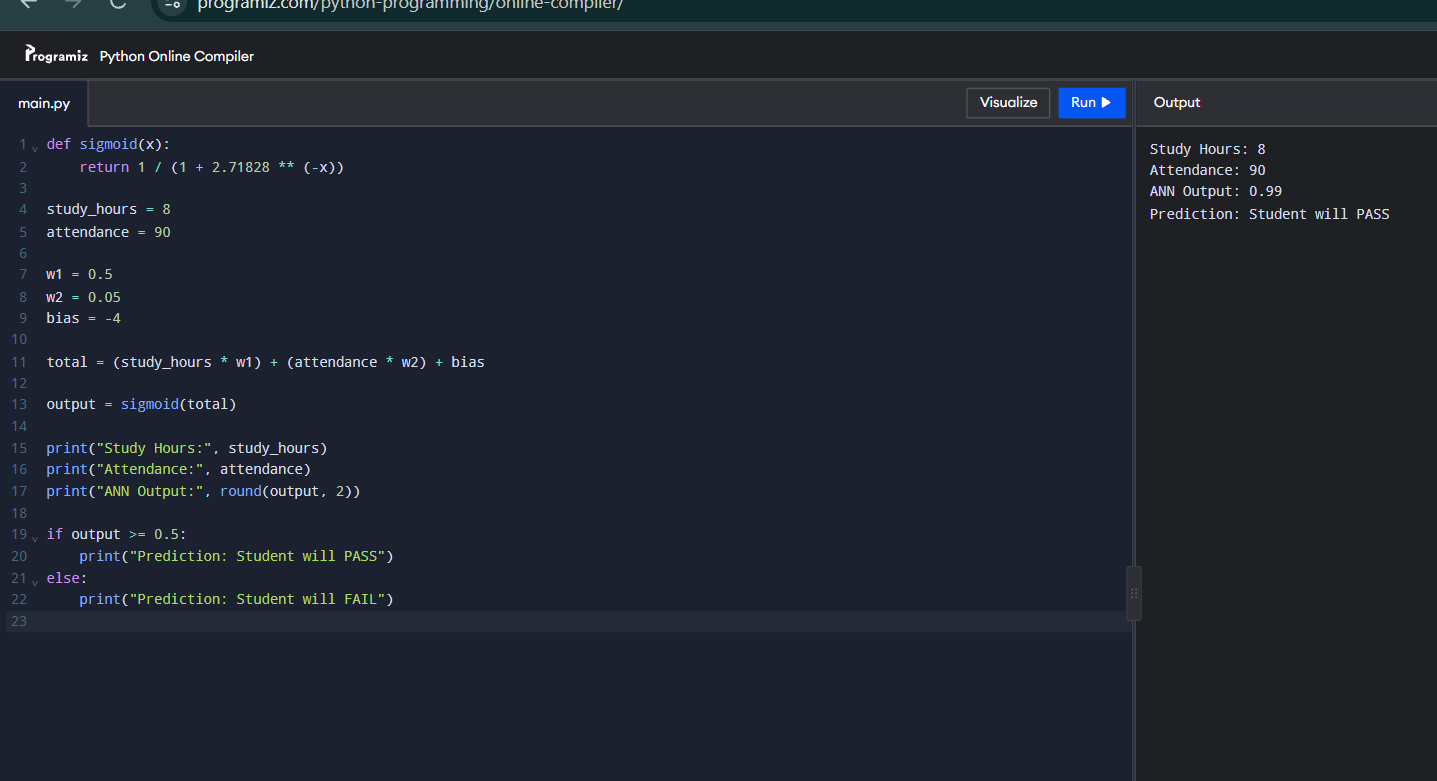 programiz.com/python-programming/online-compiler/
Programiz Python Online Compiler
main.py
Visualize
Run
Output
1 def sigmoid(x):
2     return 1 / (1 + 2.71828 ** (-x))
3
4 study_hours = 8
5 attendance = 90
6
7 w1 = 0.5
8 w2 = 0.05
9 bias = -4
10
11 total = (study_hours * w1) + (attendance * w2) + bias
12
13 output = sigmoid(total)
14
15 print("Study Hours:", study_hours)
16 print("Attendance:", attendance)
17 print("ANN Output:", round(output, 2))
18
19 if output >= 0.5:
20     print("Prediction: Student will PASS")
21 else:
22     print("Prediction: Student will FAIL")
23
Study Hours: 8
Attendance: 90
ANN Output: 0.99
Prediction: Student will PASS